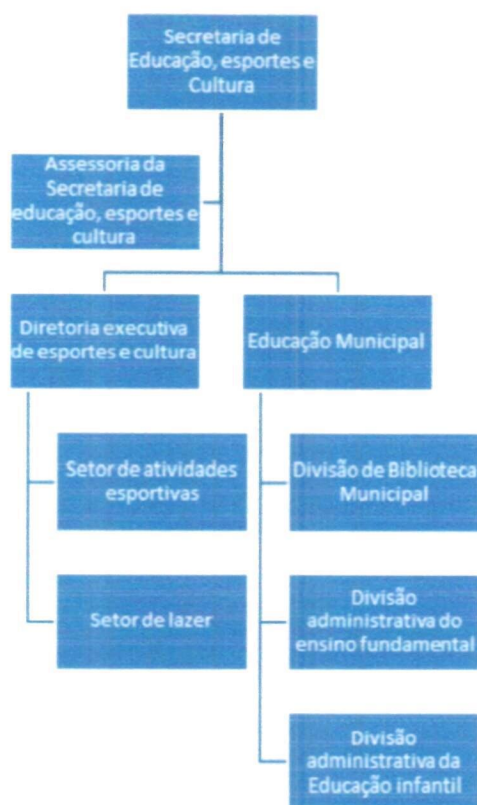 Secretaria de
Educação, esportes e
Cultura
Assessoria da
Secretaria de
educação, esportes e
cultura
Diretoria executiva
de esportes e cultura
Educação Municipal
Setor de atividades
esportivas
Divisão de Biblioteca
Municipal
Setor de lazer
Divisão
administrativa do
ensino fundamental
Divisão
administrativa da
Educação infantil